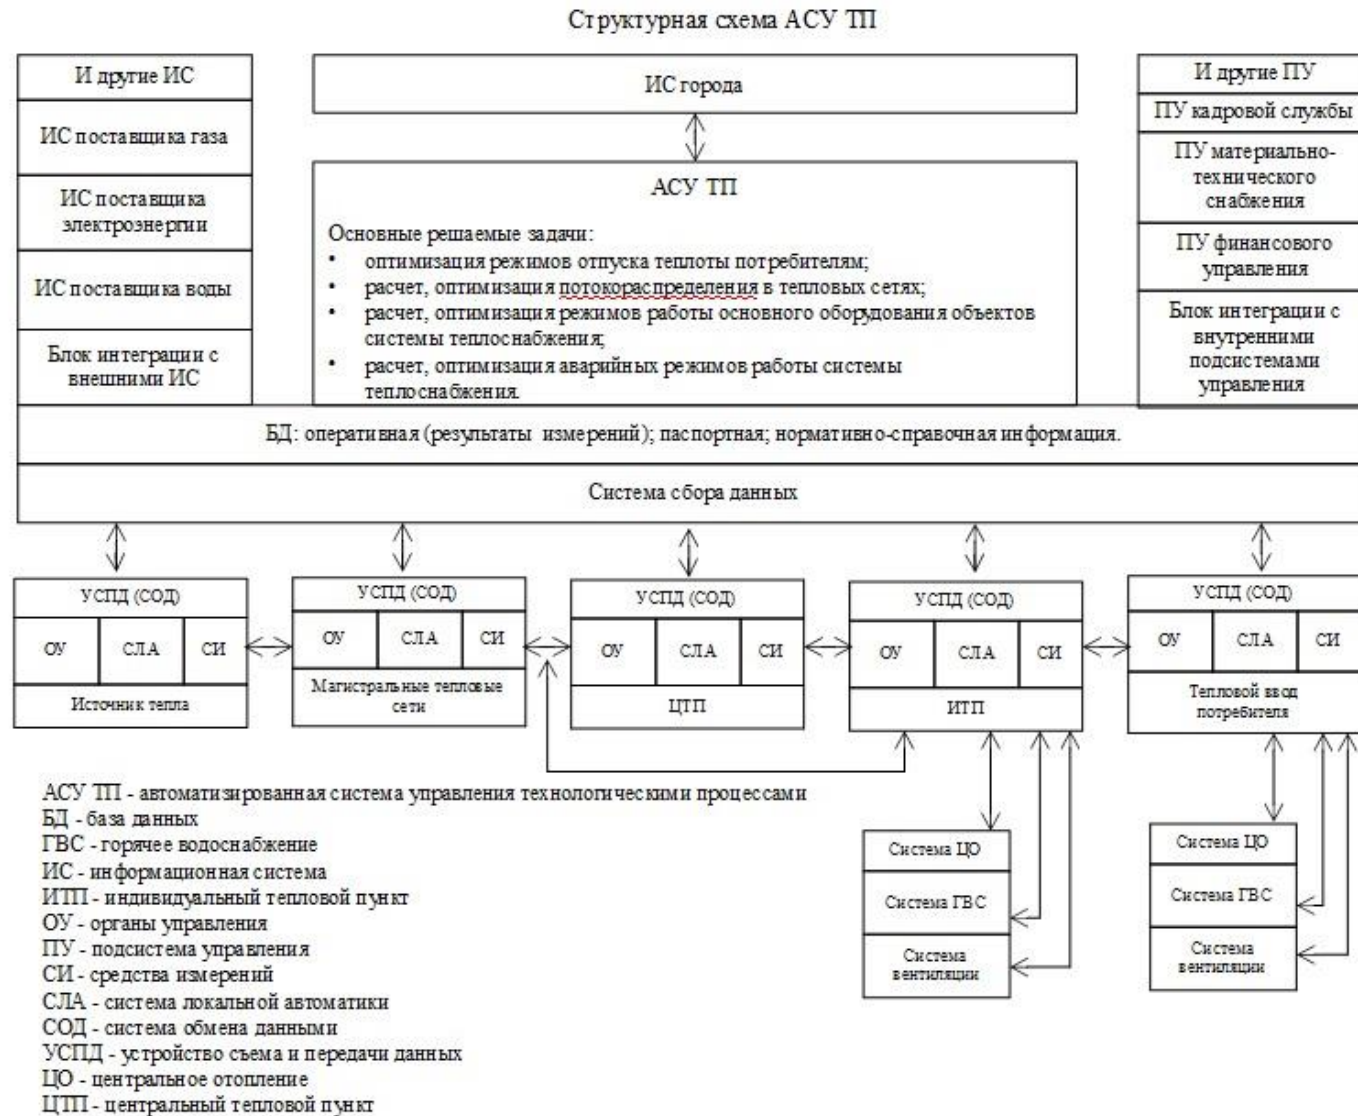 Структурная схема АСУ ТП
И другие ИС
ИС поставщика газа
ИС поставщика
электроэнергии
ИС поставщика воды
Блок интеграции с
внешними ИС
ИС города
АСУ ТП
Основные решаемые задачи:
• оптимизация режимов отпуска теплоты потребителям;
• расчет, оптимизация потокораспределения в тепловых сетях;
• расчет, оптимизация режимов работы основного оборудования объектов
системы теплоснабжения;
• расчет, оптимизация аварийных режимов работы системы
теплоснабжения.
И другие ПУ
ПУ кадровой службы
ПУ материально-
технического
снабжения
ПУ финансового
управления
Блок интеграции с
внутренними
подсистемами
управления
БД: оперативная (результаты измерений); паспортная; нормативно-справочная информация.
Система сбора данных
УСПД (СОД)
ОУ СЛА СИ
Источник тепла
УСПД (СОД)
ОУ СЛА СИ
Магистральные тепловые
сети
УСПД (СОД)
ОУ СЛА СИ
ЦТП
УСПД (СОД)
ОУ СЛА СИ
ИТП
УСПД (СОД)
ОУ СЛА СИ
Тепловой ввод
потребителя
Система ЦО
Система ГВС
Система
вентиляции
Система ЦО
Система ГВС
Система
вентиляции
АСУ ТП - автоматизированная система управления технологическими процессами
БД - база данных
ГВС - горячее водоснабжение
ИС - информационная система
ИТП - индивидуальный тепловой пункт
ОУ - органы управления
ПУ - подсистема управления
СИ - средства измерений
СЛА - система локальной автоматики
СОД - система обмена данными
УСПД - устройство съема и передачи данных
ЦО - центральное отопление
ЦТП - центральный тепловой пункт